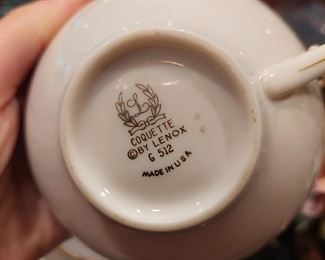 L
COQUETTE
© BY LENOX
G 512
MADE IN U.S.A